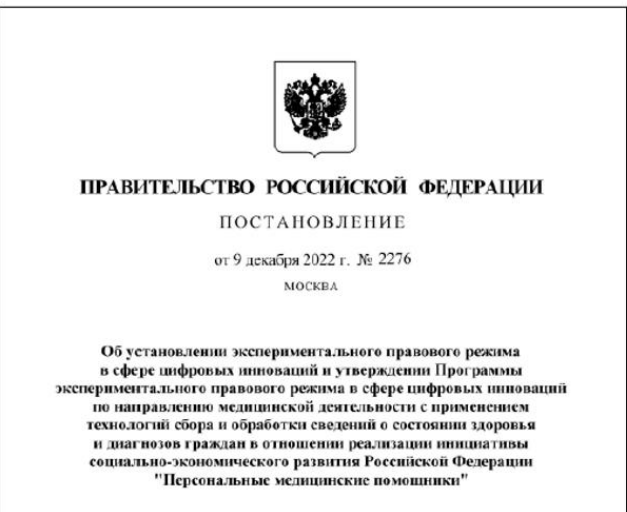 ПРАВИТЕЛЬСТВО РОССИЙСКОЙ ФЕДЕРАЦИИ
ПОСТАНОВЛЕНИЕ
от 9 декабря 2022 г. № 2276
МОСКВА
Об установлении экспериментального правового режима
в сфере цифровых инноваций и утверждении Программы
экспериментального правового режима в сфере цифровых инноваций
по направлению медицинской деятельности с применением
технологий сбора и обработки сведений о состоянии здоровья
и диагнозов граждан в отношении реализации инициативы
социально-экономического развития Российской Федерации
"Персональные медицинские помощники"